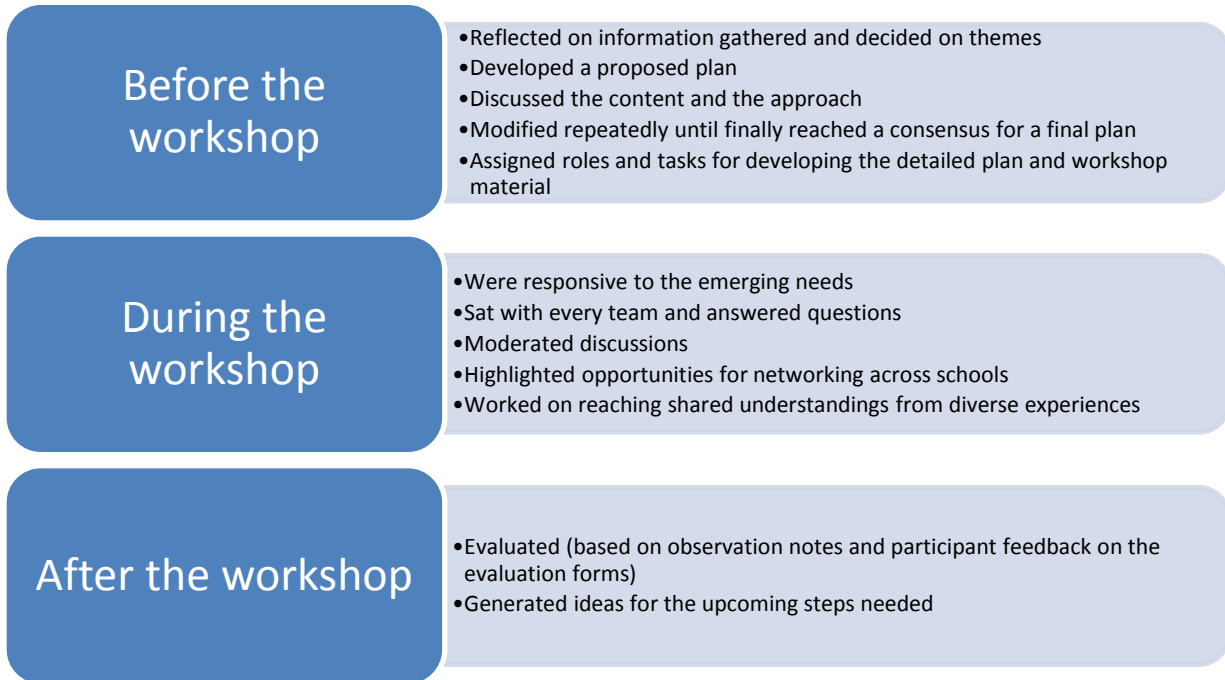 Before the
workshop
•Reflected on information gathered and decided on themes
•Developed a proposed plan
•Discussed the content and the approach
•Modified repeatedly until finally reached a consensus for a final plan
•Assigned roles and tasks for developing the detailed plan and workshop
material
During the
workshop
•Were responsive to the emerging needs
•Sat with every team and answered questions
•Moderated discussions
•Highlighted opportunities for networking across schools
•Worked on reaching shared understandings from diverse experiences
After the workshop
•Evaluated (based on observation notes and participant feedback on the
evaluation forms)
•Generated ideas for the upcoming steps needed